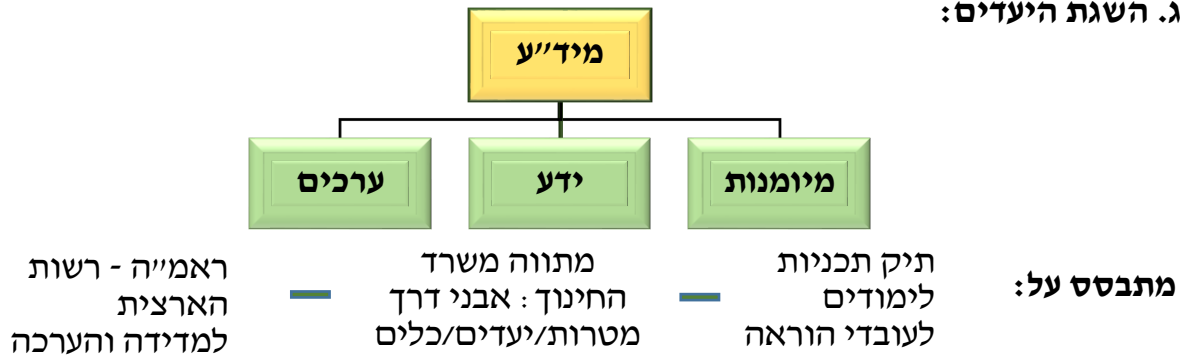 ג. השגת היעדים:
מיד״ע
מיומנות
ידע
ערכים
מתבסס על:
תיק תכניות
לימודים
לעובדי הוראה
מתווה משרד
החינוך: אבני דרך
מטרות/יעדים/כלים
ראמ״ה - רשות
הארצית
למדידה והערכה